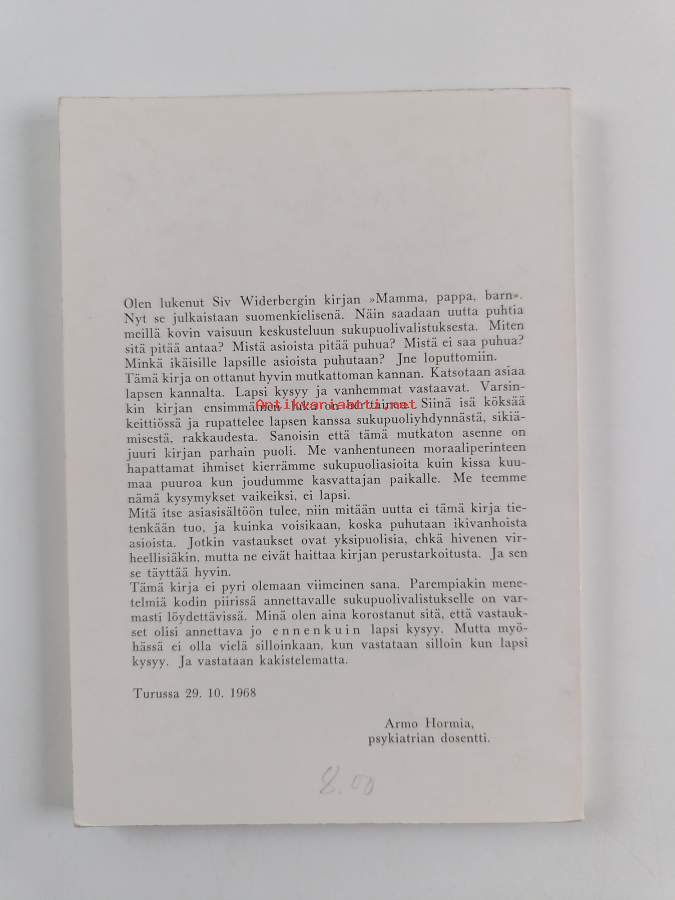 Olen lukenut Siv Widerbergin kirjan »Mamma, pappa, barn».
Nyt se julkaistaan suomenkielisenä. Näin saadaan uutta puhtia
meillä kovin vaisuun keskusteluun sukupuolivalistuksesta. Miten
sitä pitää antaa? Mistä asioista pitää puhua? Mistä ei saa puhua?
Minkä ikäisille lapsille asioista puhutaan? Jne loputtomiin.
Tämä kirja on ottanut hyvin mutkattoman kannan. Katsotaan asiaa
lapsen kannalta. Lapsi kysyy ja vanhemmat vastaavat. Varsin-
kin kirjan ensimmäinen luku on hertainen. Siinä isä köksää
Antikvariaatti.net
keittiössä ja rupattelee lapsen kanssa sukupuoliyhdynnästä, sikiä-
misestä, rakkaudesta. Sanoisin että tämä mutkaton asenne on
juuri kirjan parhain puoli. Me vanhentuneen moraaliperinteen
hapattamat ihmiset kierrämme sukupuoliasioita kuin kissa kuu-
maa puuroa kun joudumme kasvattajan paikalle. Me teemme
nämä kysymykset vaikeiksi, ei lapsi.
Mitä itse asiasisältöön tulee, niin mitään uutta ei tämä kirja tie-
tenkään tuo, ja kuinka voisikaan, koska puhutaan ikivanhoista
asioista. Jotkin vastaukset ovat yksipuolisia, ehkä hivenen vir-
heellisiäkin, mutta ne eivät haittaa kirjan perustarkoitusta. Ja sen
se täyttää hyvin.
Tämä kirja ei pyri olemaan viimeinen sana. Parempiakin mene-
telmiä kodin piirissä annettavalle sukupuolivalistukselle on var-
masti löydettävissä. Minä olen aina korostanut sitä, että vastauk-
set olisi annettava jo ennenkuin lapsi kysyy. Mutta myö-
hässä ei olla vielä silloinkaan, kun vastataan silloin kun lapsi
kysyy. Ja vastataan kakistelematta.
Turussa 29. 10. 1968
Armo Hormia,
psykiatrian dosentti.
8.00